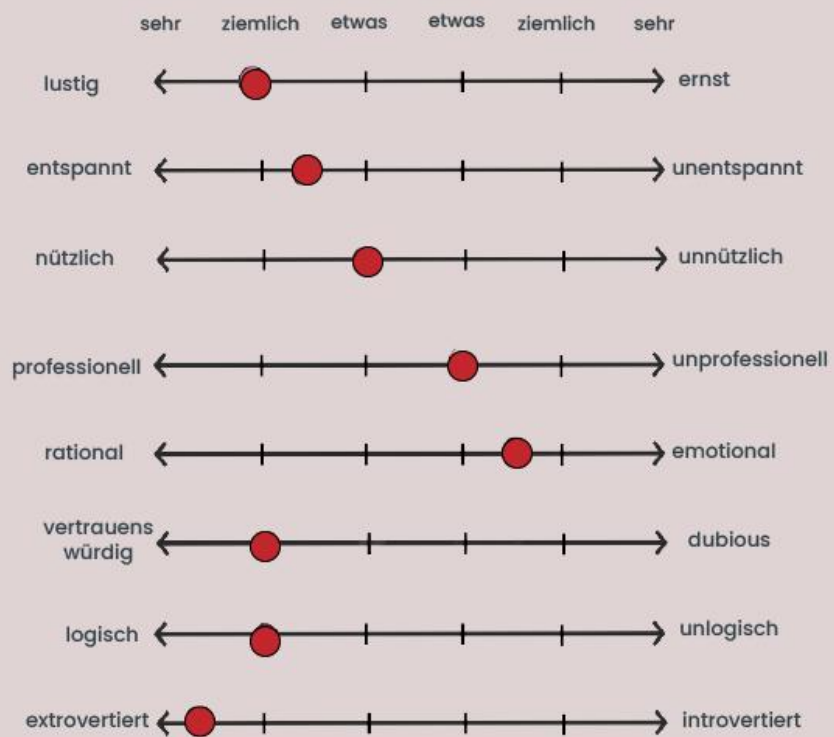 sehr ziemlich etwas etwas ziemlich sehr
lustig ernst
entspannt unentspannt
nützlich unnützlich
professionell unprofessionell
rational emotional
vertrauens
würdig dubious
logisch unlogisch
extrovertiert introvertiert